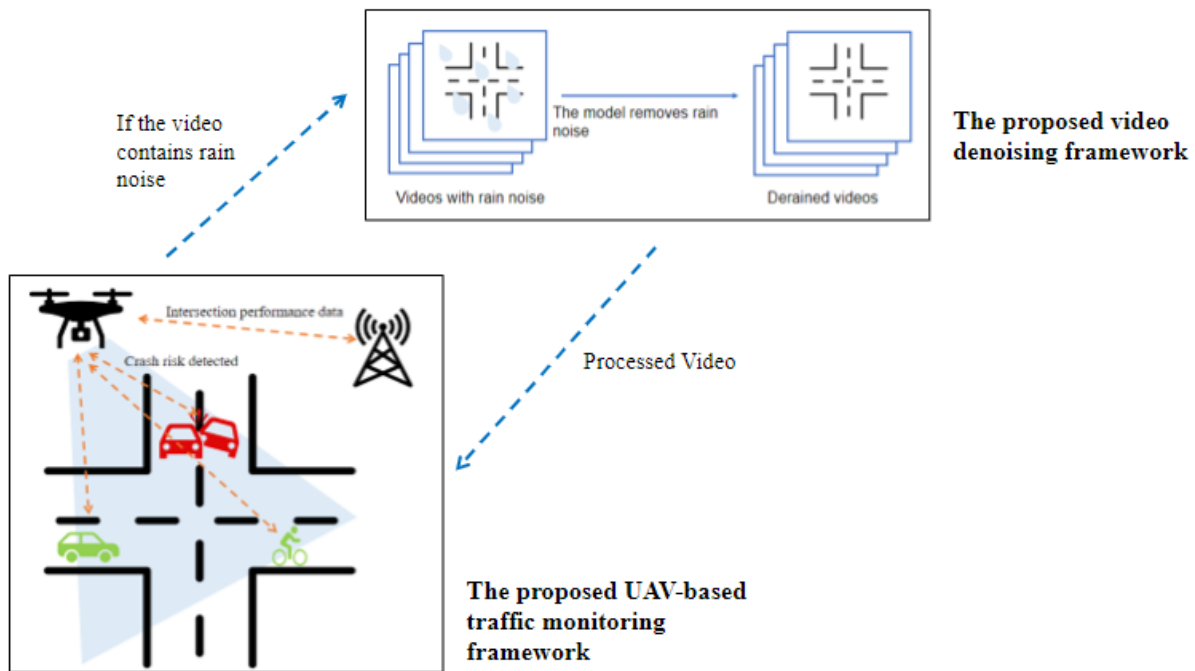 If the video
contains rain
noise
The model removes rain
noise
Videos with rain noise
Derained videos
The proposed video
denoising framework
Intersection performance data
Crash risk detected
Processed Video
The proposed UAV-based
traffic monitoring
framework